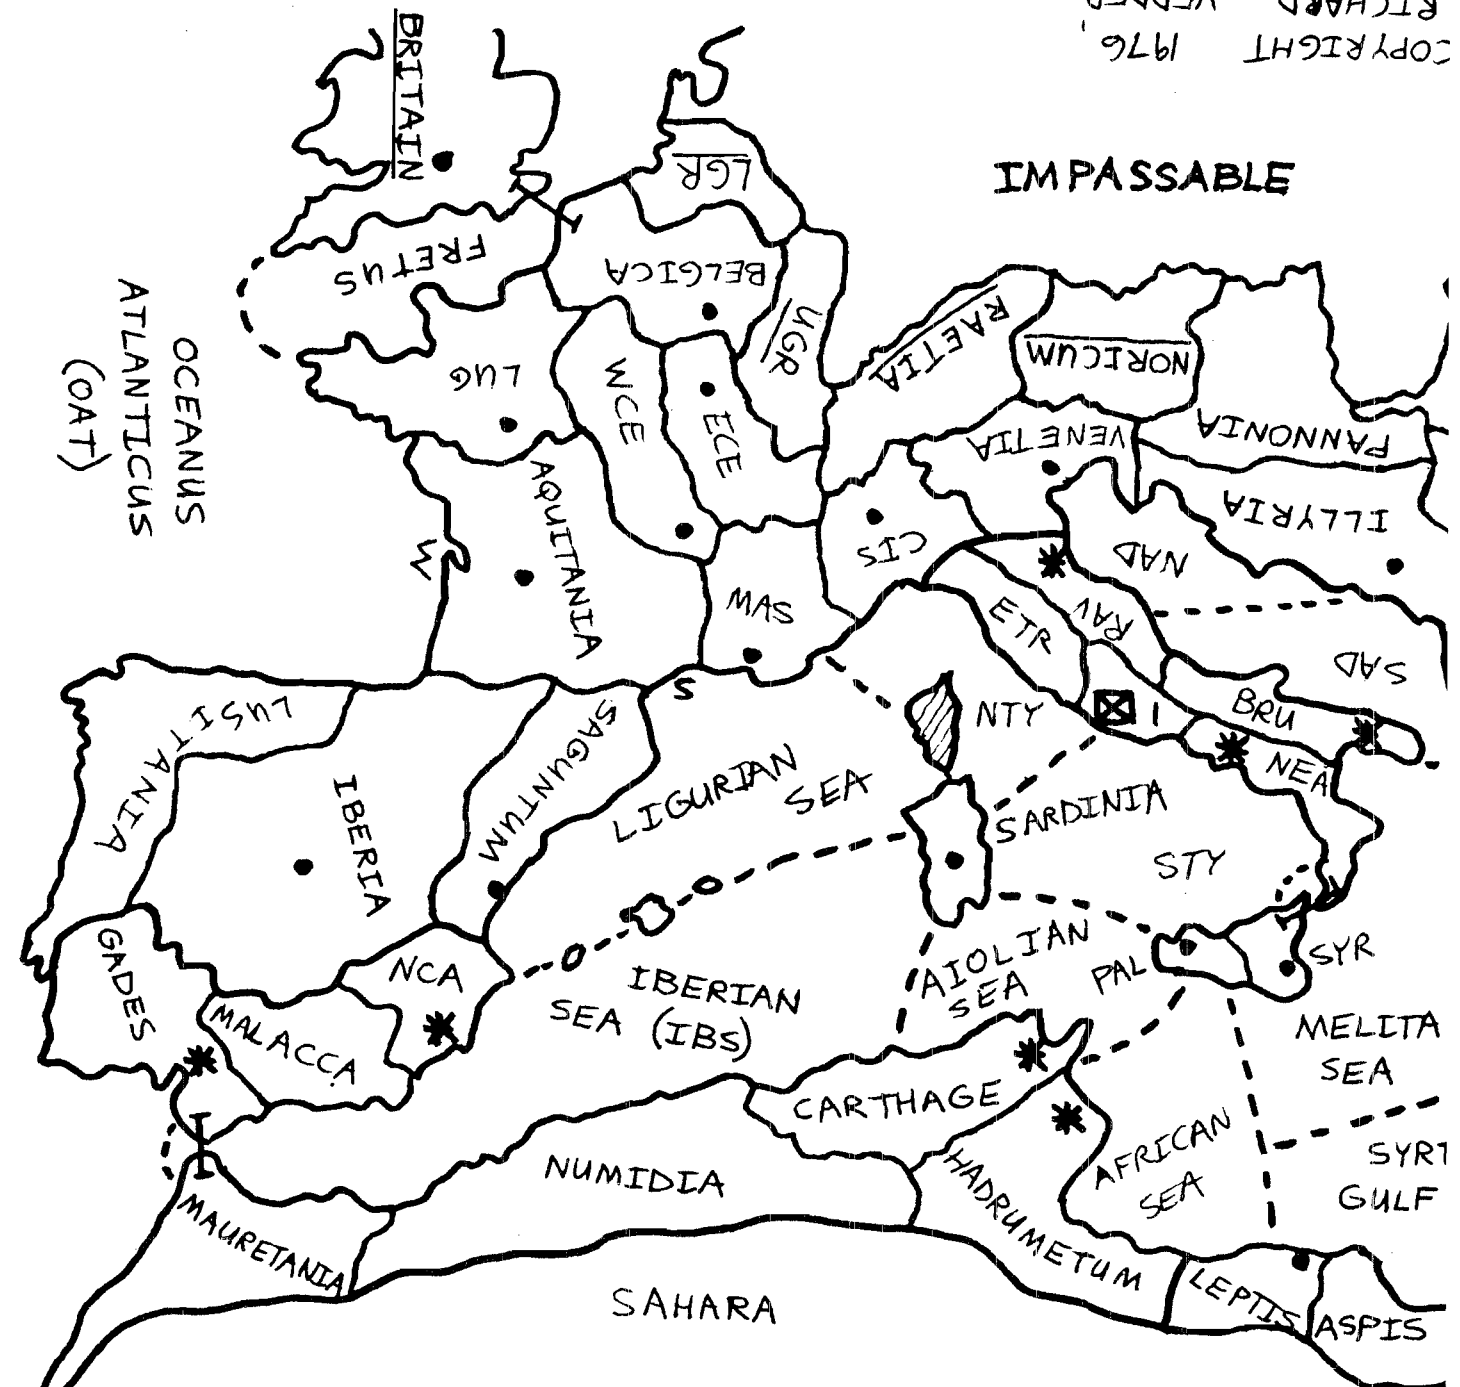 COPYRIGHT 1976,
RICHARD
BRITAIN
LGR
IMPASSABLE
FRETUS
BELGICA
UGR
RAETIA
NORICUM
OCEANUS
ATLANTICUS
(OAT)
LUG
WCE
ECE
VENETIA
PANNONIA
AQUITANIA
CIS
NAD
ILLYRIA
MAS
ETR
RAV
SAD
W
S
LUSITANIA
SAGUNTUM
NTY
I
BRU
NEA
IBERIA
LIGURIAN
SEA
SARDINIA
STY
GADES
NCA
IBERIAN
SEA (IBS)
AIOLIAN
SEA
PAL
SYR
MALACCA
MELITA
SEA
CARTHAGE
NUMIDIA
HADRUMETUM
AFRICAN
SEA
SYRT
GULF
MAURETANIA
SAHARA
LEPTIS
ASPIS